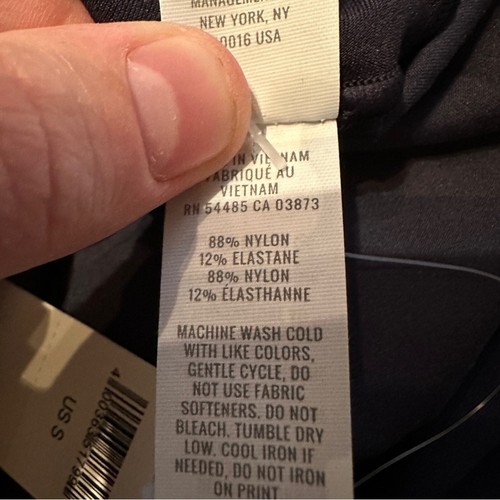 NEW YORK, NY
0016 USA
IN VIETNAM
FABRIQUÉ AU
VIETNAM
RN 54485 CA 03873
88% NYLON
12% ELASTANE
88% NYLON
12% ÉLASTHANNE
MACHINE WASH COLD
WITH LIKE COLORS,
GENTLE CYCLE, DO
NOT USE FABRIC
SOFTENERS. DO NOT
BLEACH. TUMBLE DRY
LOW. COOL IRON IF
NEEDED, DO NOT IRON
ON PRINT
US S